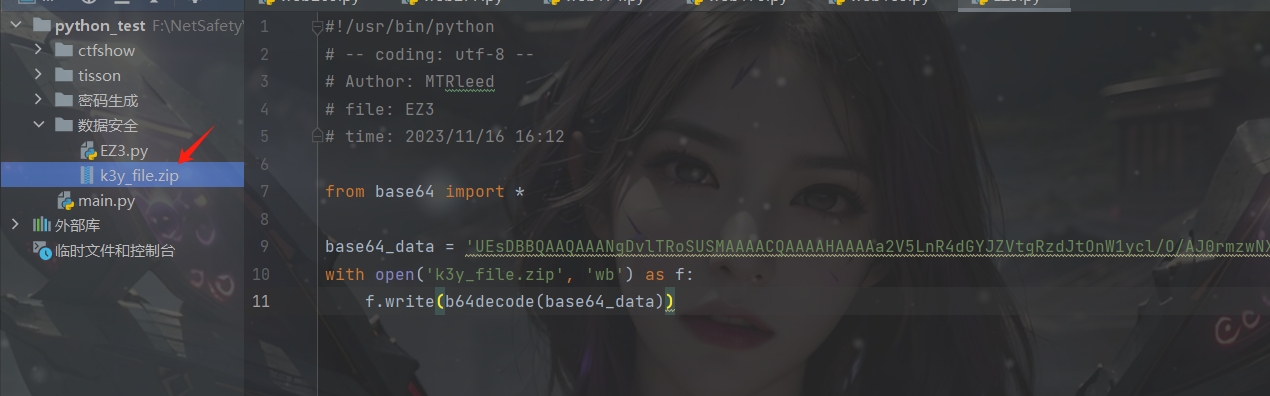 python_test F:\NetSafety\
ctfshow
tisson
密码生成
数据安全
EZ3.py
k3y_file.zip
main.py
外部库
临时文件和控制台
1 #!/usr/bin/python
2 # -- coding: utf-8 --
3 # Author: MTRleed
4 # file: EZ3
5 # time: 2023/11/16 16:12
6
7 from base64 import *
8
9 base64_data = 'UEsDBBQAAQAAANgDvlTRoSUSMAAAACQAAAAHAAAAa2V5LnR4dGYJZVtgRzdJtOnW1ycl/O/AJ0rmzwNX
10 with open('k3y_file.zip', 'wb') as f:
11 f.write(b64decode(base64_data))